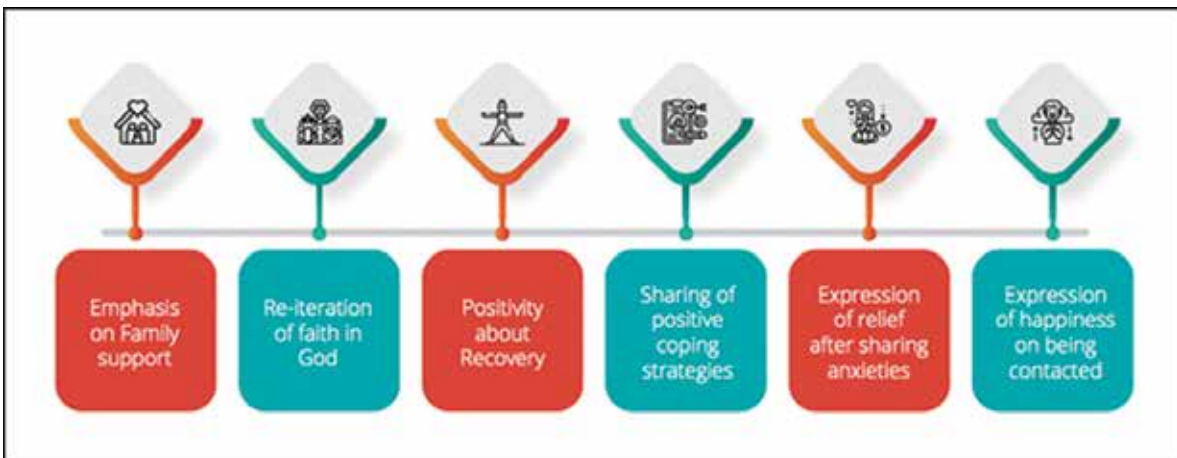 Emphasis
on Family
support
Re-iteration
of faith in
God
Positivity
about
Recovery
Sharing of
positive
coping
strategies
Expression
of relief
after sharing
anxieties
Expression
of happiness
on being
contacted